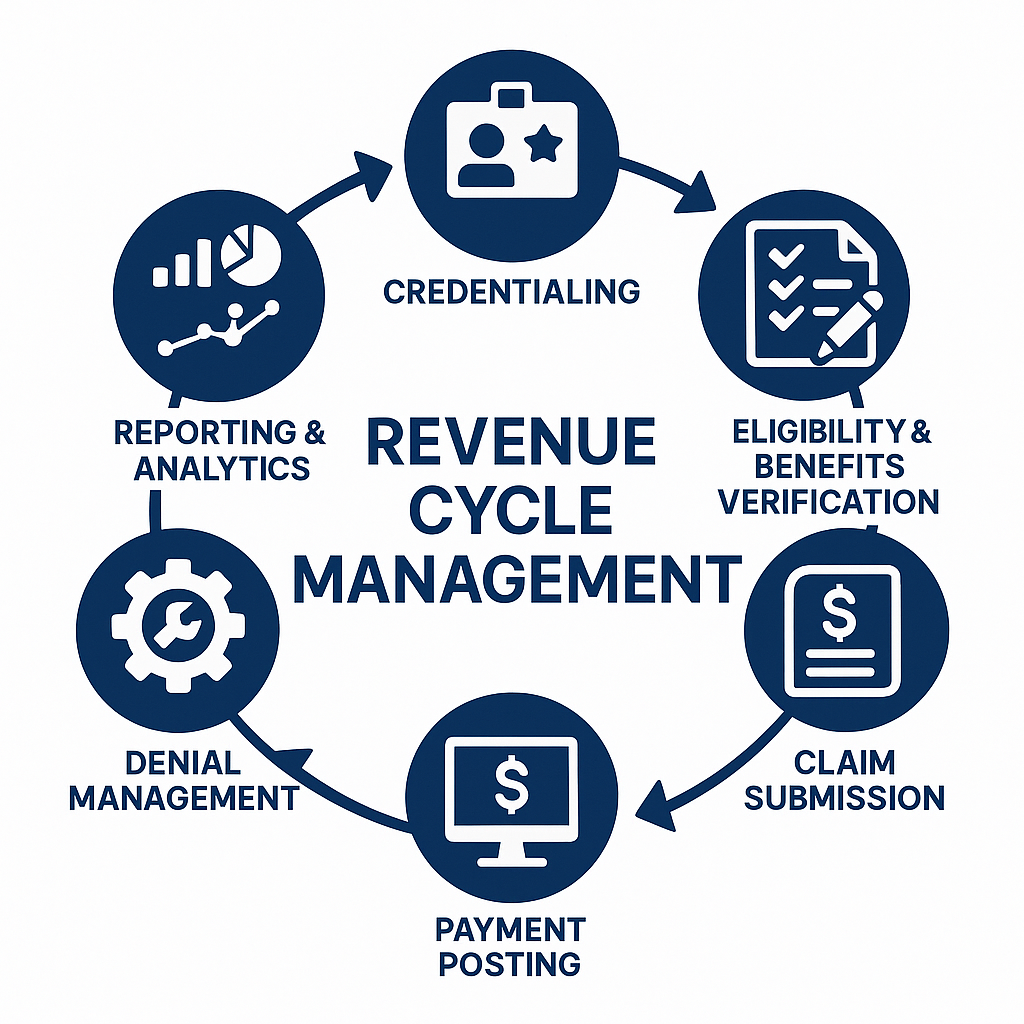 CREDENTIALING
ELIGIBILITY &
BENEFITS
VERIFICATION
$
CLAIM
SUBMISSION
$
PAYMENT
POSTING
DENIAL
MANAGEMENT
REPORTING &
ANALYTICS
REVENUE
CYCLE
MANAGEMENT